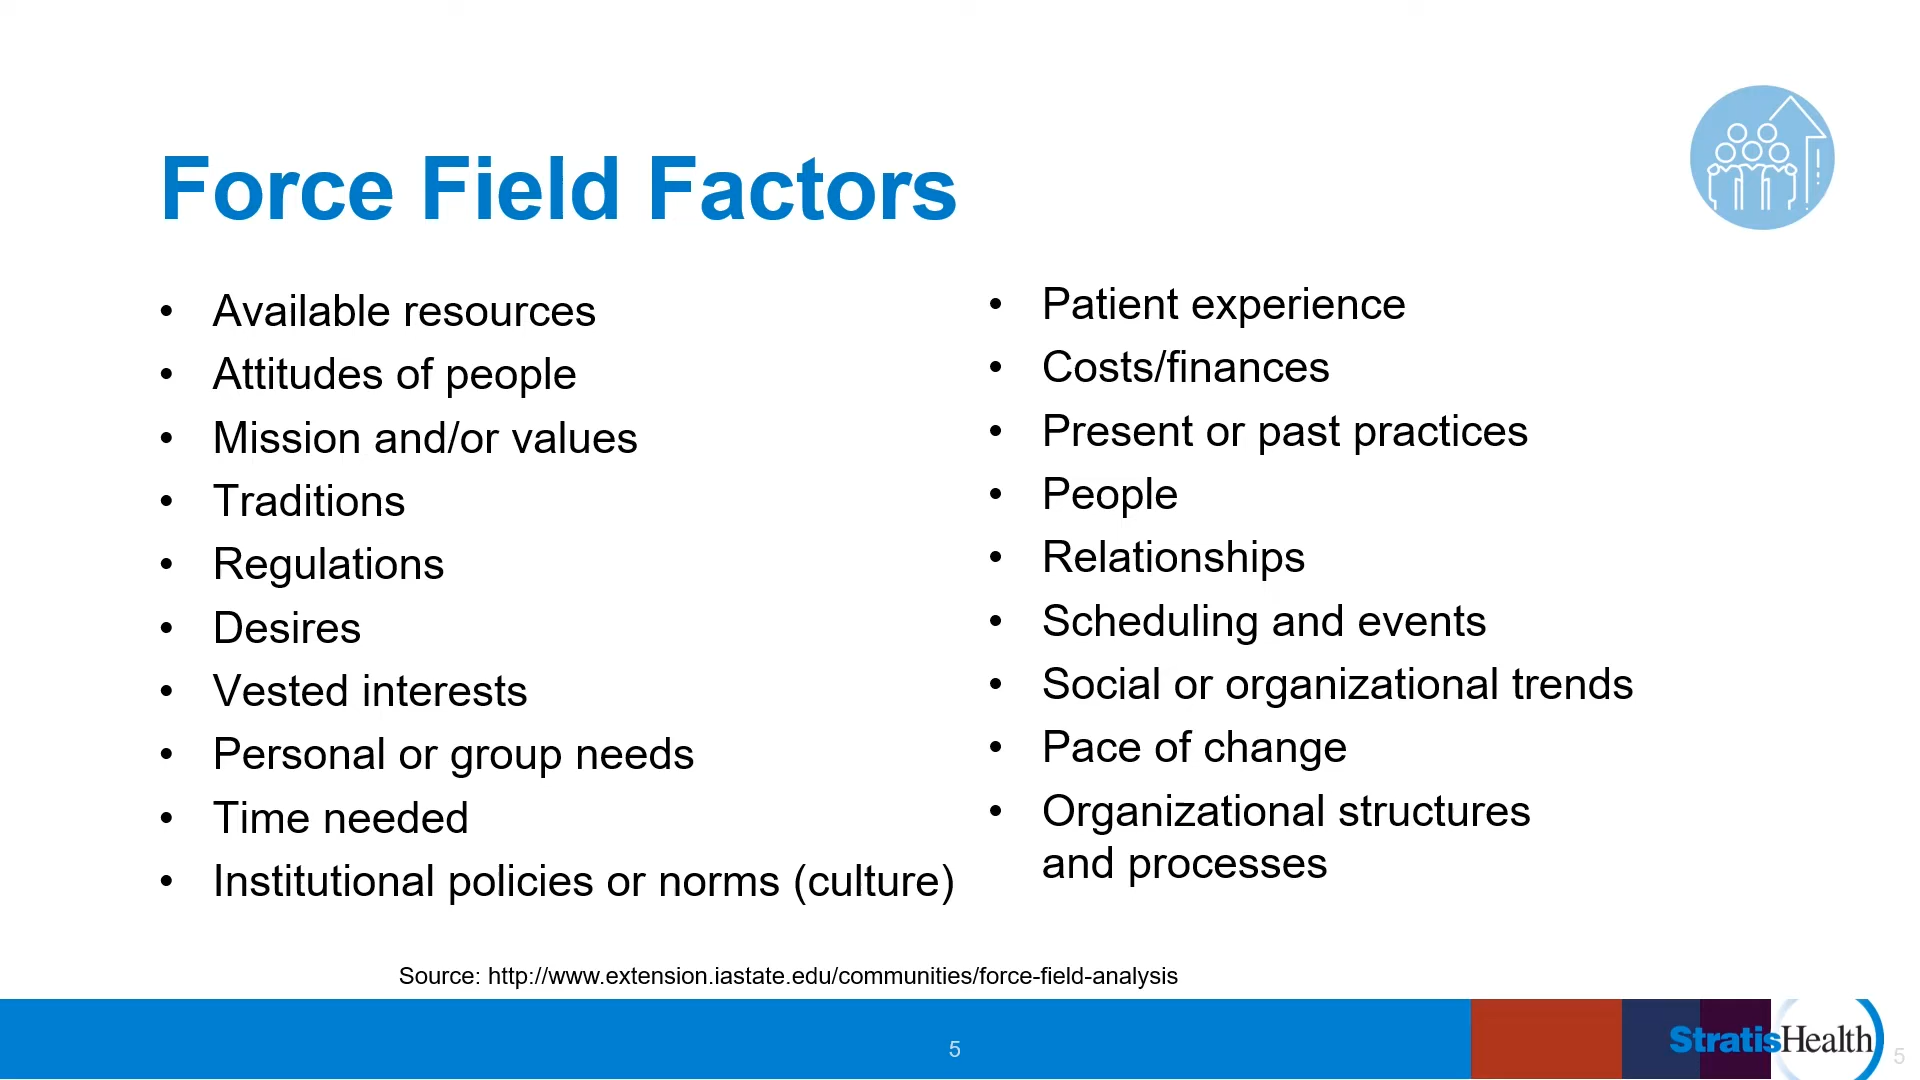 Force Field Factors
• Available resources
• Attitudes of people
• Mission and/or values
• Traditions
• Regulations
• Desires
• Vested interests
• Personal or group needs
• Time needed
• Institutional policies or norms (culture)
• Patient experience
• Costs/finances
• Present or past practices
• People
• Relationships
• Scheduling and events
• Social or organizational trends
• Pace of change
• Organizational structures
and processes
Source: http://www.extension.iastate.edu/communities/force-field-analysis
5
StratisHealth
5